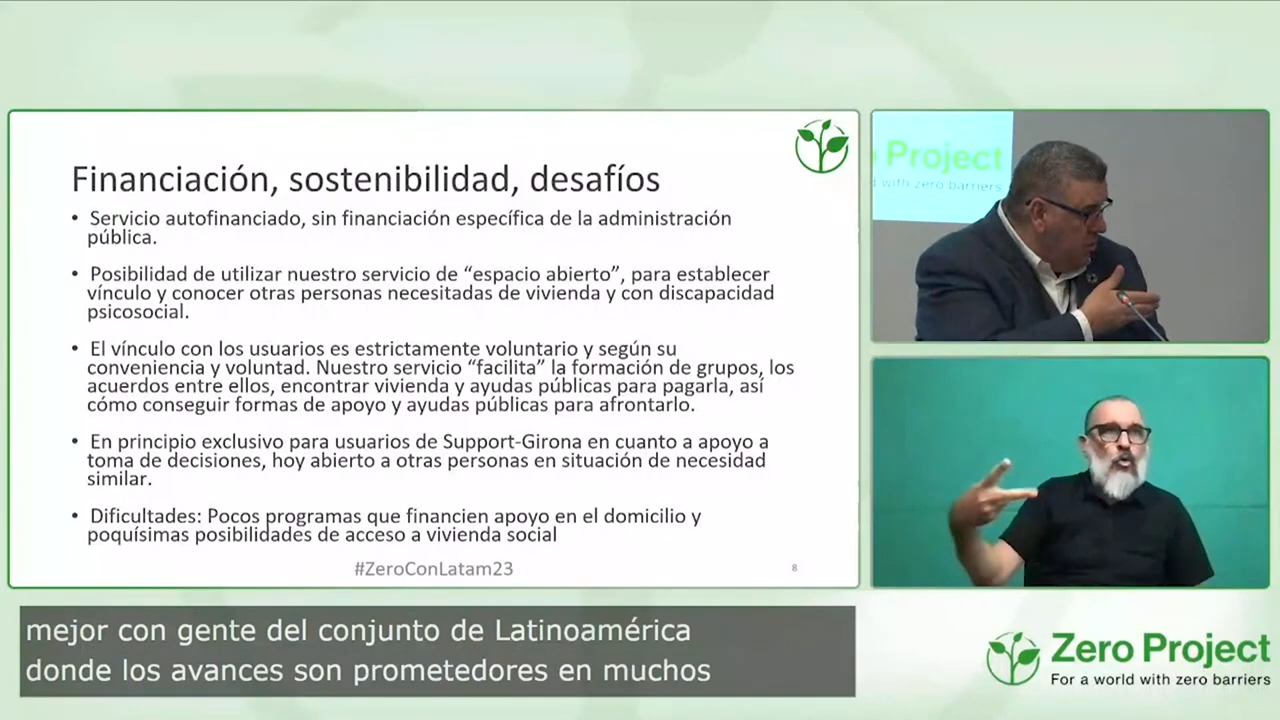 Financiación, sostenibilidad, desafíos
• Servicio autofinanciado, sin financiación específica de la administración
pública.
• Posibilidad de utilizar nuestro servicio de “espacio abierto”, para establecer
vínculo y conocer otras personas necesitadas de vivienda y con discapacidad
psicosocial.
• El vínculo con los usuarios es estrictamente voluntario y según su
conveniencia y voluntad. Nuestro servicio “facilita” la formación de grupos, los
acuerdos entre ellos, encontrar vivienda y ayudas públicas para pagarla, así
cómo conseguir formas de apoyo y ayudas públicas para afrontarlo.
• En principio exclusivo para usuarios de Support-Girona en cuanto a apoyo a
toma de decisiones, hoy abierto a otras personas en situación de necesidad
similar.
• Dificultades: Pocos programas que financien apoyo en el domicilio y
poquísimas posibilidades de acceso a vivienda social
#ZeroConLatam23
8
Project
with zero barriers
mejor con gente del conjunto de Latinoamérica
donde los avances son prometedores en muchos
Zero Project
For a world with zero barriers